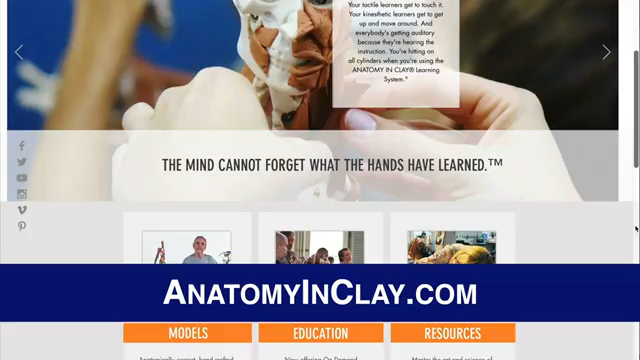 Your tactile learners get to touch it.
Your kinesthetic learners get to get
up and move around. And
everybody's getting auditory
because they're hearing the
instruction. You're hitting on
all cylinders when you're using the
ANATOMY IN CLAY® Learning
System."
THE MIND CANNOT FORGET WHAT THE HANDS HAVE LEARNED.™
ANATOMYINCLAY.COM
MODELS
EDUCATION
RESOURCES